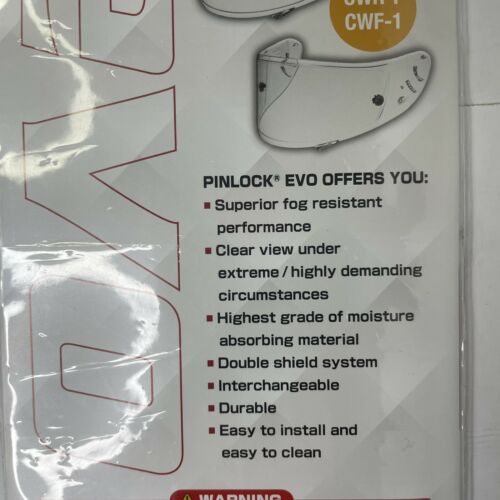 CWF-1
PINLOCK® EVO OFFERS YOU:
▪ Superior fog resistant
performance
▪ Clear view under
extreme / highly demanding
circumstances
▪ Highest grade of moisture
absorbing material
▪ Double shield system
▪ Interchangeable
▪ Durable
▪ Easy to install and
easy to clean
WARNING
EVO